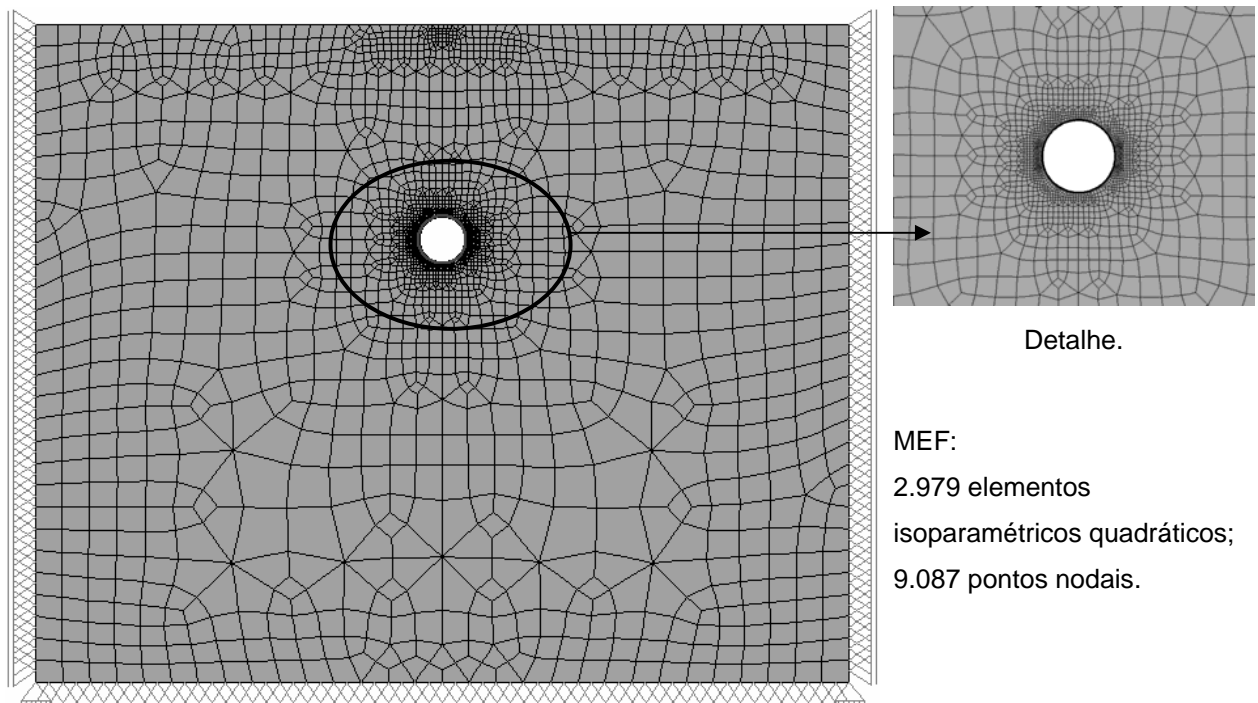 Detalhe.
MEF:
2.979 elementos
isoparamétricos quadráticos;
9.087 pontos nodais.